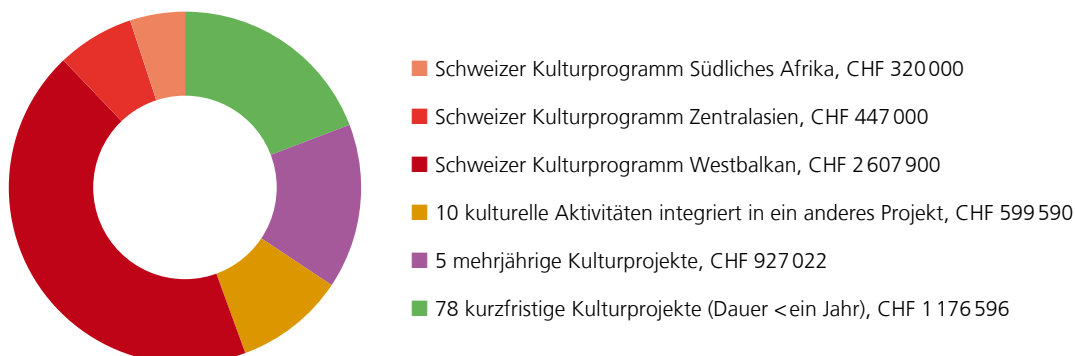 Schweizer Kulturprogramm Südliches Afrika, CHF 320 000
Schweizer Kulturprogramm Zentralasien, CHF 447 000
Schweizer Kulturprogramm Westbalkan, CHF 2 607 900
10 kulturelle Aktivitäten integriert in ein anderes Projekt, CHF 599 590
5 mehrjährige Kulturprojekte, CHF 927 022
78 kurzfristige Kulturprojekte (Dauer < ein Jahr), CHF 1 176 596